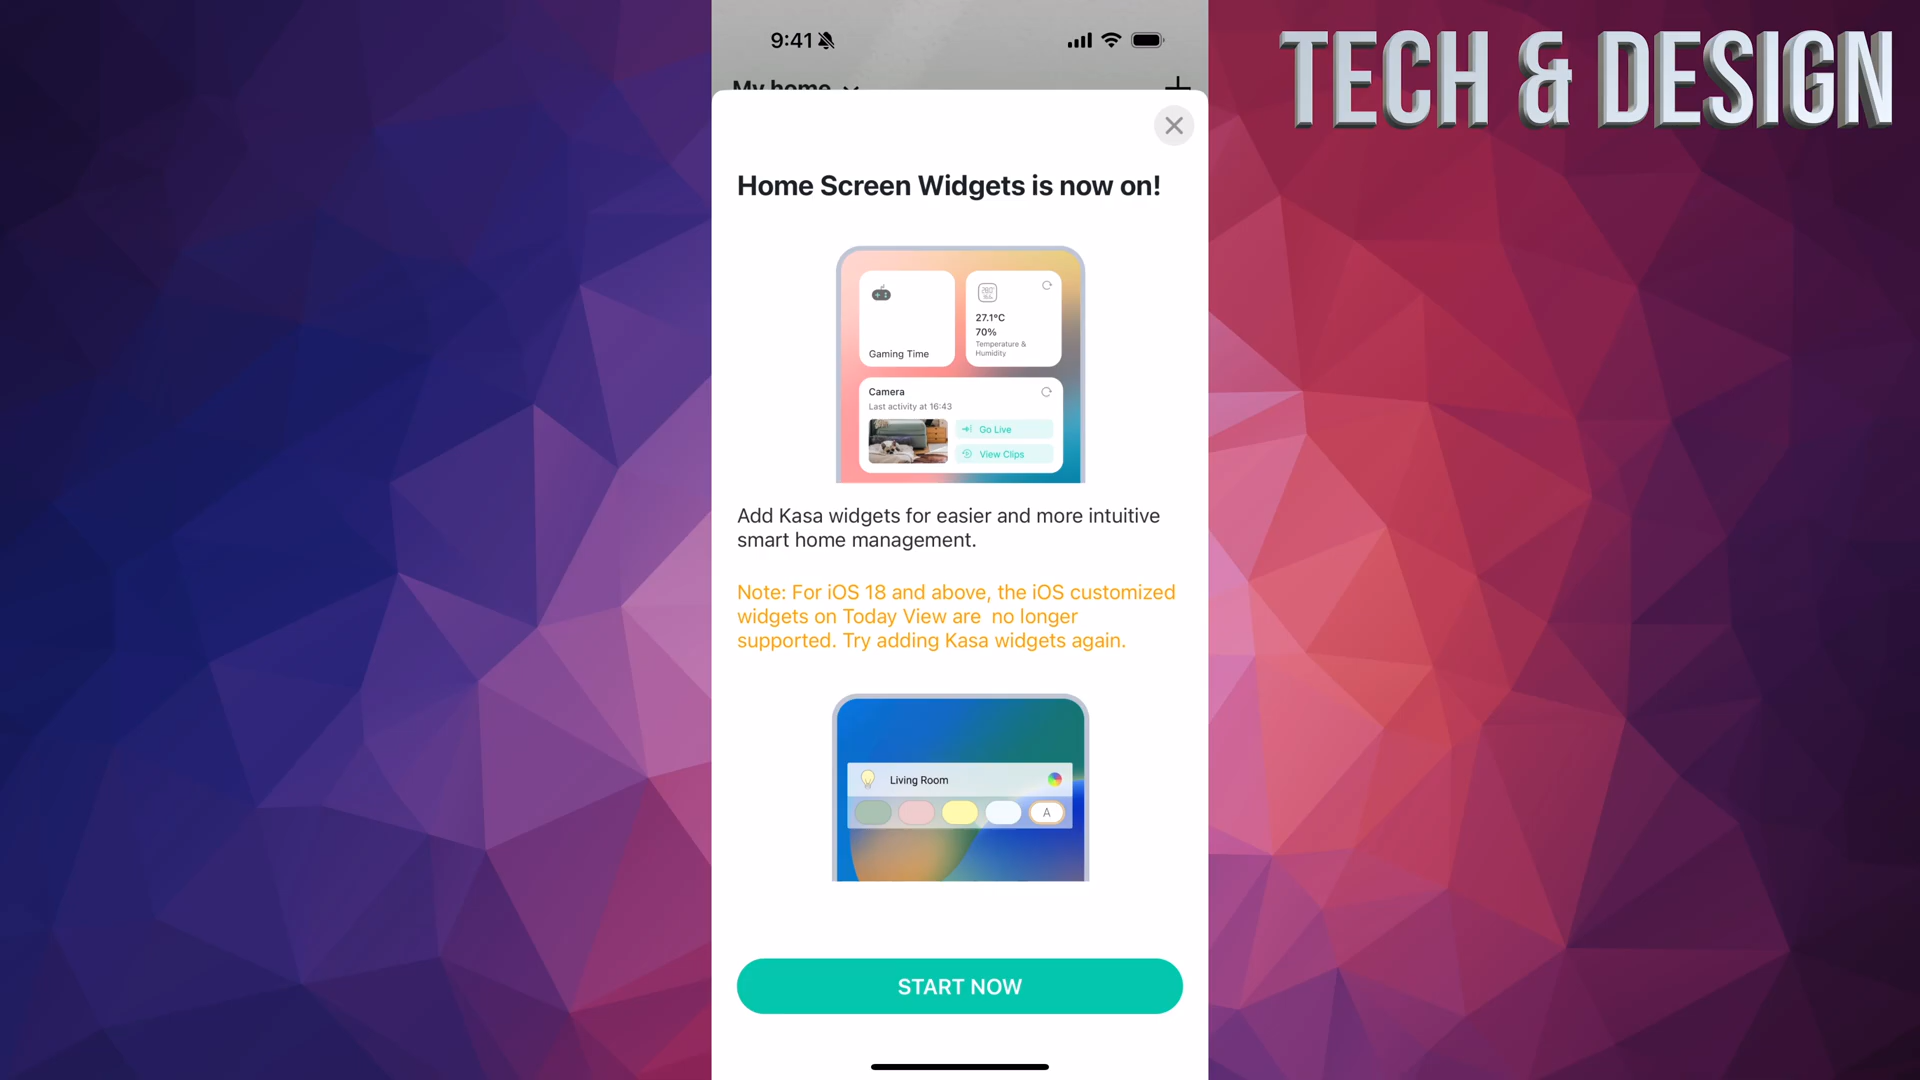 TECH & DESIGN
9:41
My home
Home Screen Widgets is now on!
Gaming Time
27.1°C
70%
Temperature &
Humidity
Camera
Last activity at 16:43
Go Live
View Clips
Add Kasa widgets for easier and more intuitive
smart home management.
Note: For iOS 18 and above, the iOS customized
widgets on Today View are no longer
supported. Try adding Kasa widgets again.
Living Room
A
START NOW